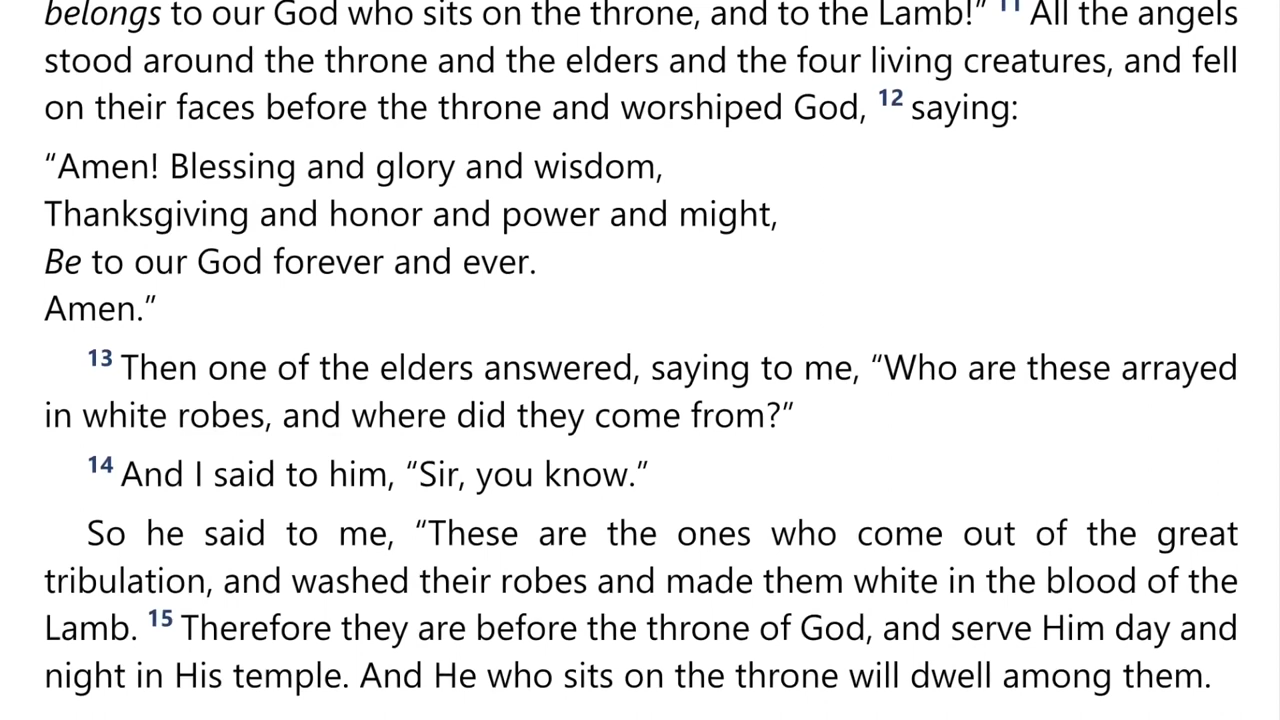 belongs to our God who sits on the throne, and to the Lamb!” 11 All the angels
stood around the throne and the elders and the four living creatures, and fell
on their faces before the throne and worshiped God, 12 saying:
“Amen! Blessing and glory and wisdom,
Thanksgiving and honor and power and might,
Be to our God forever and ever.
Amen.”
13 Then one of the elders answered, saying to me, “Who are these arrayed
in white robes, and where did they come from?”
14 And I said to him, “Sir, you know.”
So he said to me, “These are the ones who come out of the great
tribulation, and washed their robes and made them white in the blood of the
Lamb. 15 Therefore they are before the throne of God, and serve Him day and
night in His temple. And He who sits on the throne will dwell among them.